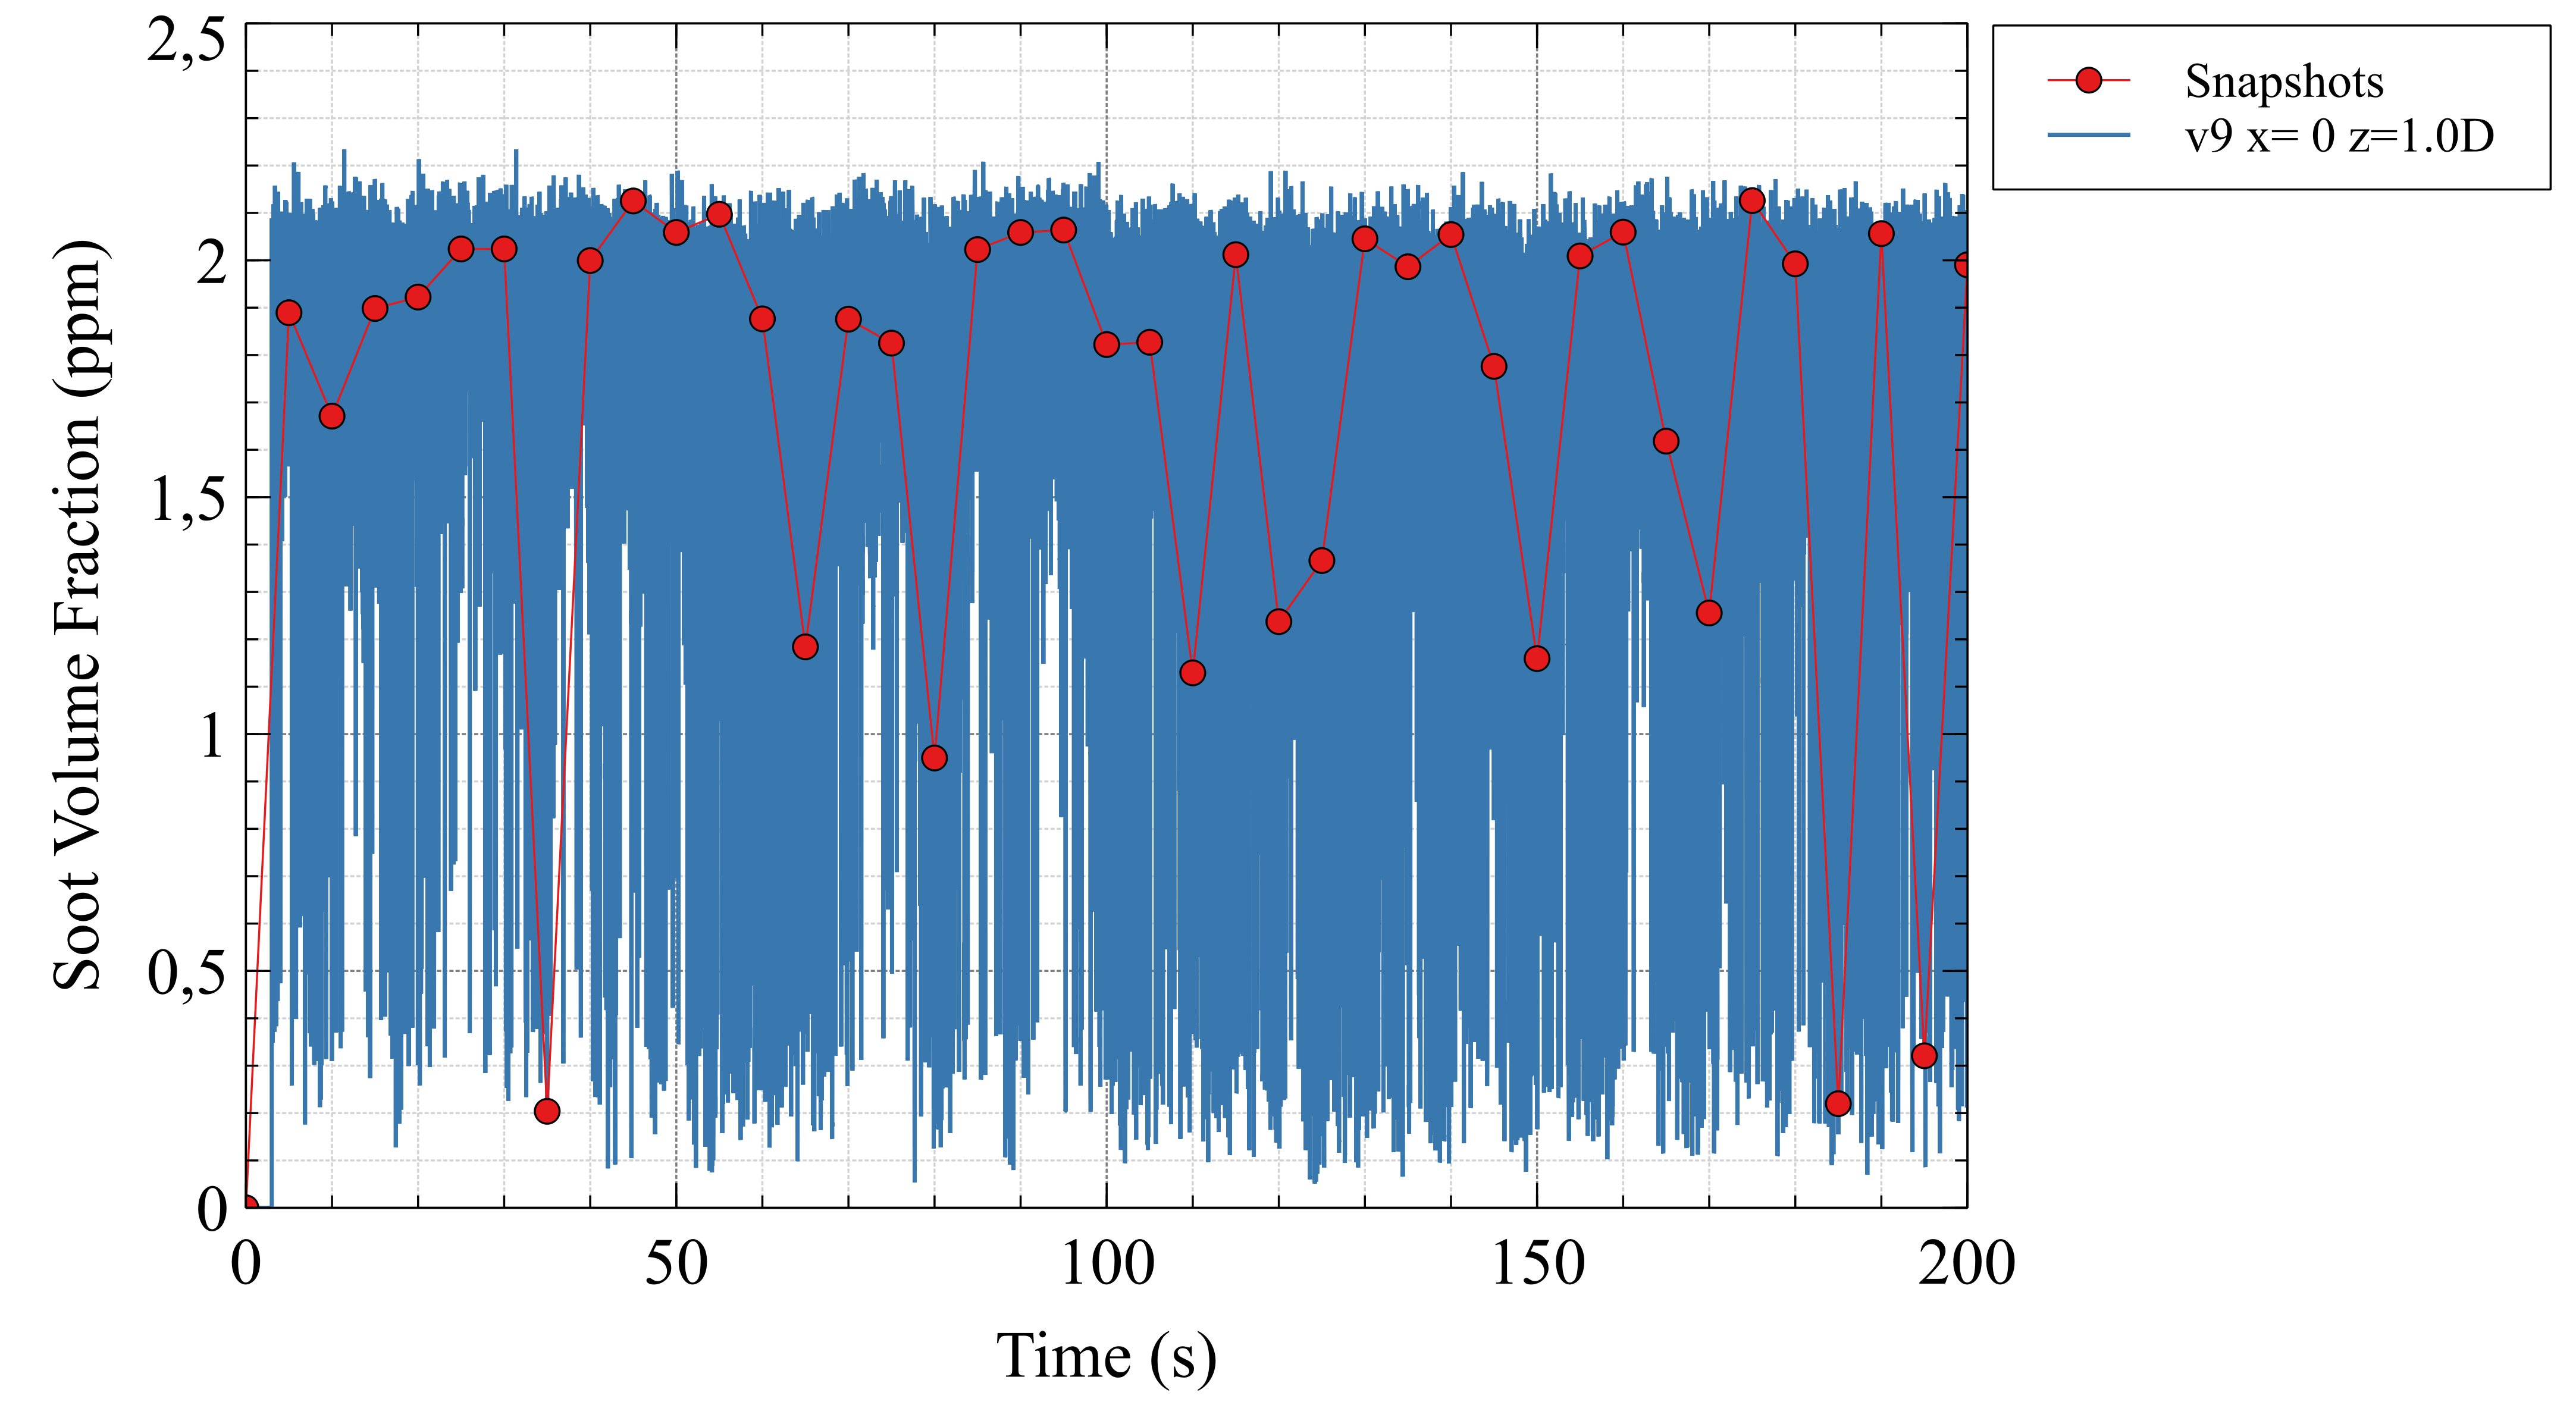 2,5
2
1,5
1
0,5
0
Soot Volume Fraction (ppm)
0 50 100 150 200
Time (s)
Snapshots
v9 x= 0 z=1.0D